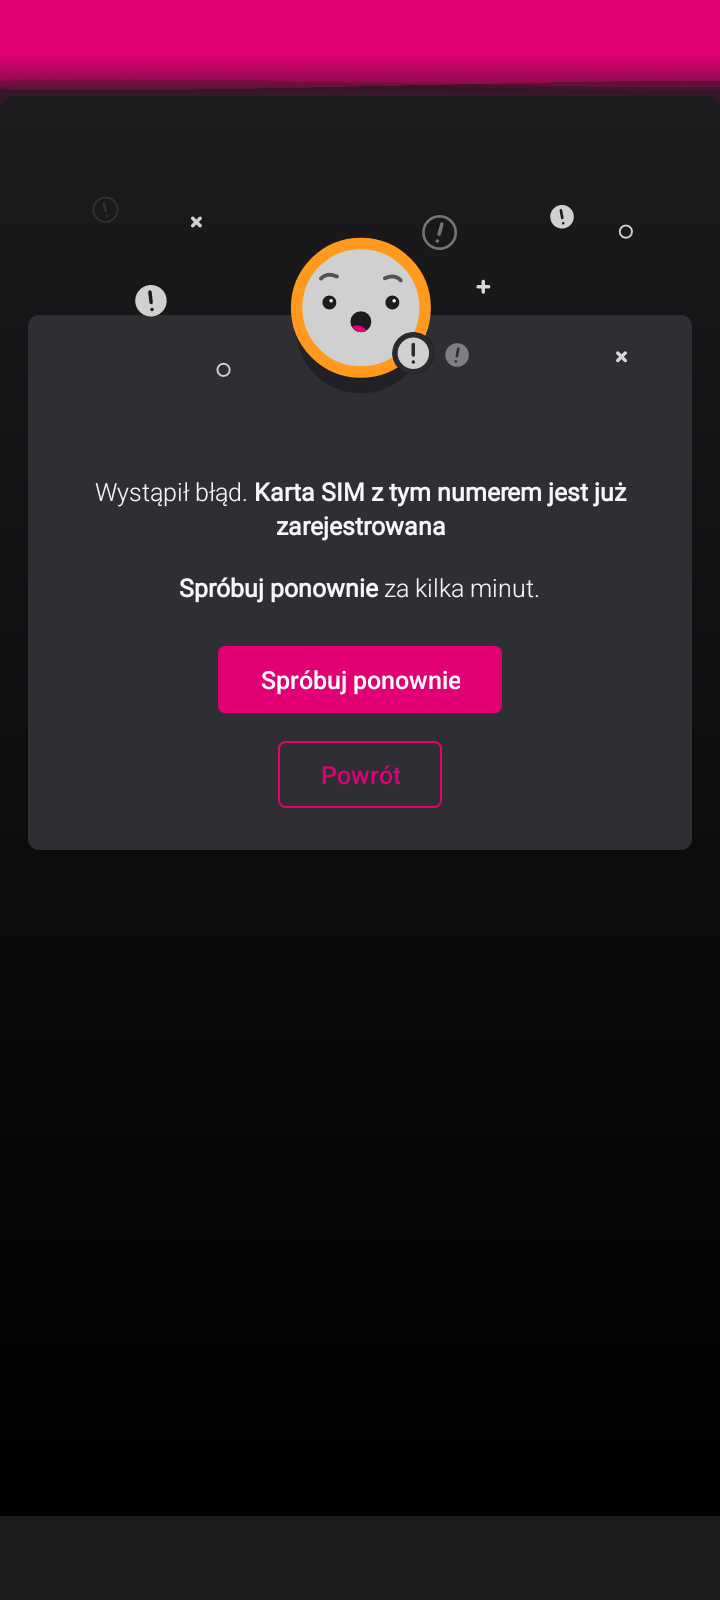 Wystąpił błąd. Karta SIM z tym numerem jest już
zarejestrowana
Spróbuj ponownie za kilka minut.
Spróbuj ponownie
Powrót